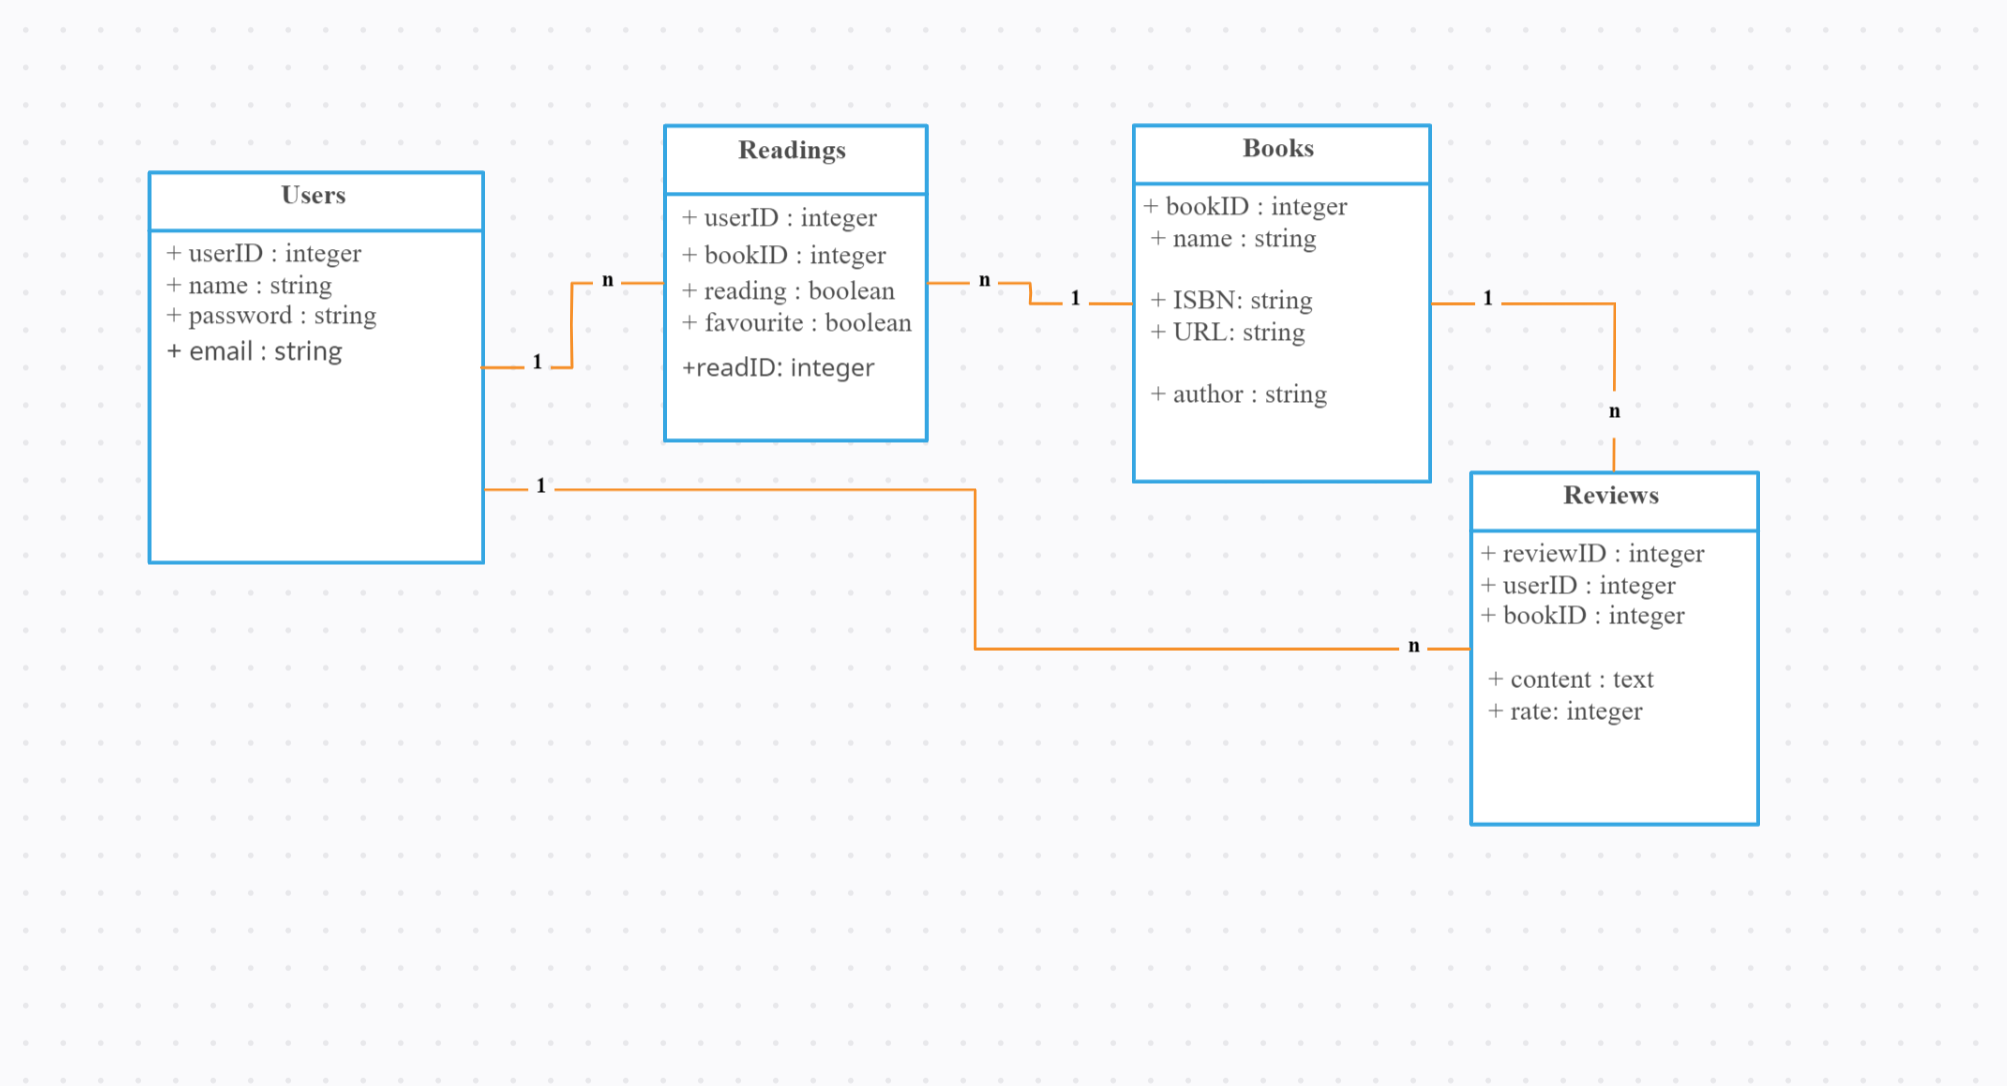 Users
+ userID : integer
+ name : string
+ password : string
+ email : string
1
1
n
Readings
+ userID : integer
+ bookID : integer
+ reading : boolean
+ favourite : boolean
+readID: integer
n
1
Books
+ bookID : integer
+ name : string
+ ISBN: string
+ URL: string
+ author : string
1
n
n
Reviews
+ reviewID : integer
+ userID : integer
+ bookID : integer
+ content : text
+ rate: integer